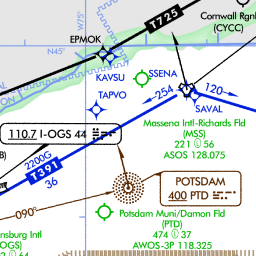 T725
Cornwall Rgnl
(CYCC)
EPMOK
N45°
W75°
KAVSU
SSENA
TAPVO
254
120
SAVAL
110.7 I-OGS 44
Massena Intl-Richards Fld
(MSS)
221 56
ASOS 128.075
2200G
T391
36
POTSDAM
400 PTD
090°
Potsdam Muni/Damon Fld
(PTD)
474 37
AWOS-3P 118.325
nsburg Intl
OGS)
64